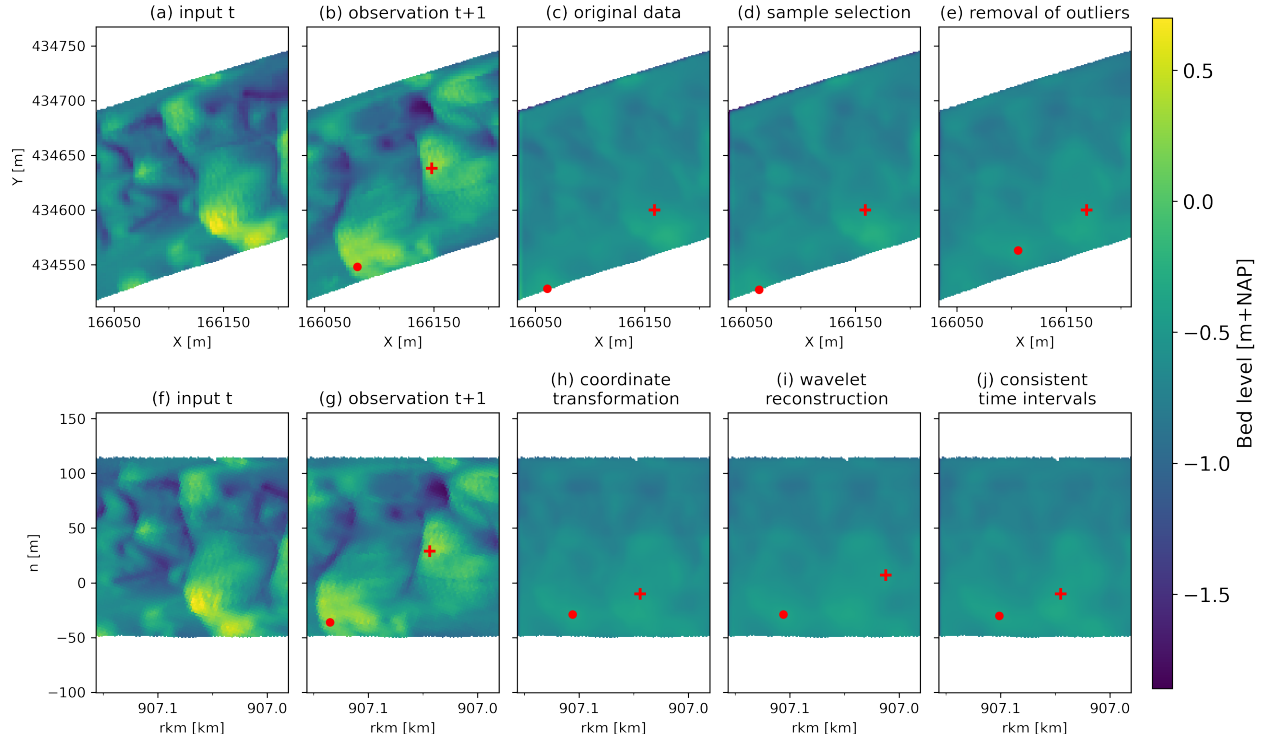 (a) input t
(b) observation t+1
(c) original data
(d) sample selection
(e) removal of outliers
434750
434700
434650
434600
434550
Y [m]
166050 166150
166050 166150
166050 166150
166050 166150
166050 166150
X [m]
X [m]
X [m]
X [m]
X [m]
(f) input t
(g) observation t+1
(h) coordinate
transformation
(i) wavelet
reconstruction
(j) consistent
time intervals
150
100
50
0
−50
−100
n [m]
907.1 907.0
907.1 907.0
907.1 907.0
907.1 907.0
907.1 907.0
rkm [km]
rkm [km]
rkm [km]
rkm [km]
rkm [km]
0.5
0.0
−0.5
−1.0
−1.5
Bed level [m+NAP]